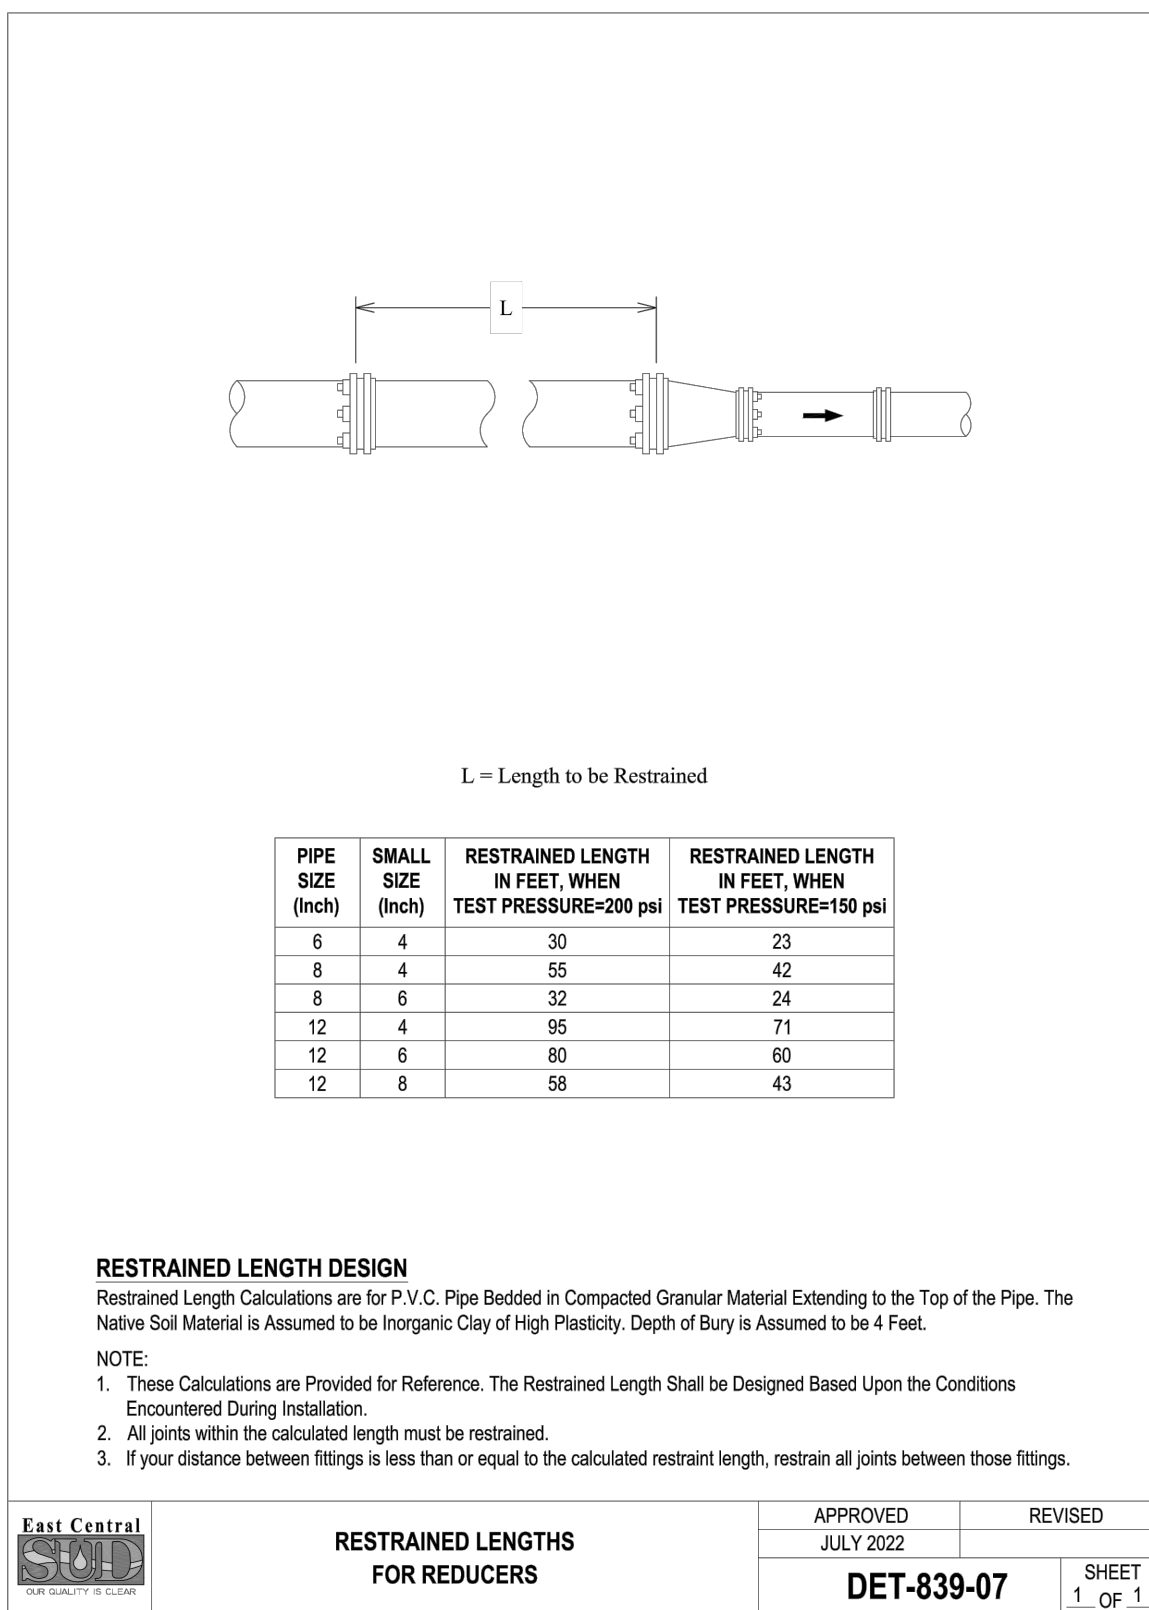 L
L = Length to be Restrained
PIPE SIZE (Inch) SMALL SIZE (Inch) RESTRAINED LENGTH IN FEET, WHEN TEST PRESSURE=200 psi RESTRAINED LENGTH IN FEET, WHEN TEST PRESSURE=150 psi
6 4 30 23
8 4 55 42
8 6 32 24
12 4 95 71
12 6 80 60
12 8 58 43
RESTRAINED LENGTH DESIGN
Restrained Length Calculations are for P.V.C. Pipe Bedded in Compacted Granular Material Extending to the Top of the Pipe. The
Native Soil Material is Assumed to be Inorganic Clay of High Plasticity. Depth of Bury is Assumed to be 4 Feet.
NOTE:
1. These Calculations are Provided for Reference. The Restrained Length Shall be Designed Based Upon the Conditions
Encountered During Installation.
2. All joints within the calculated length must be restrained.
3. If your distance between fittings is less than or equal to the calculated restraint length, restrain all joints between those fittings.
East Central
SUD
OUR QUALITY IS CLEAR
RESTRAINED LENGTHS
FOR REDUCERS
APPROVED REVISED
JULY 2022
DET-839-07
SHEET
1 OF 1